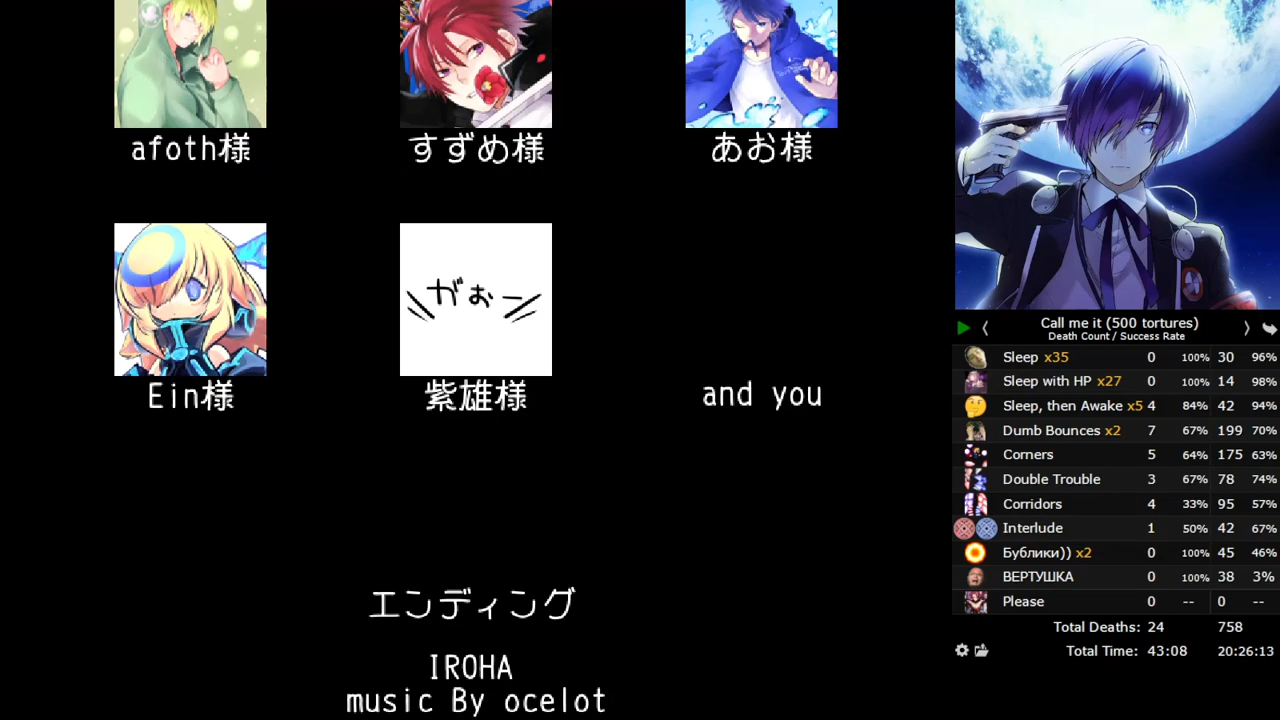 afoth様 すずめ様 あお様
がぉー
Ein様 紫雄様 and you
エンディング
IROHA
music By ocelot
Call me it (500 tortures)
Death Count / Success Rate
Sleep x35 0 100% 30 96%
Sleep with HP x27 0 100% 14 98%
Sleep, then Awake x5 4 84% 42 94%
Dumb Bounces x2 7 67% 199 70%
Corners 5 64% 175 63%
Double Trouble 3 67% 78 74%
Corridors 4 33% 95 57%
Interlude 1 50% 42 67%
Бублики)) x2 0 100% 45 46%
ВЕРТУШКА 0 100% 38 3%
Please 0 -- 0 --
Total Deaths: 24 758
Total Time: 43:08 20:26:13